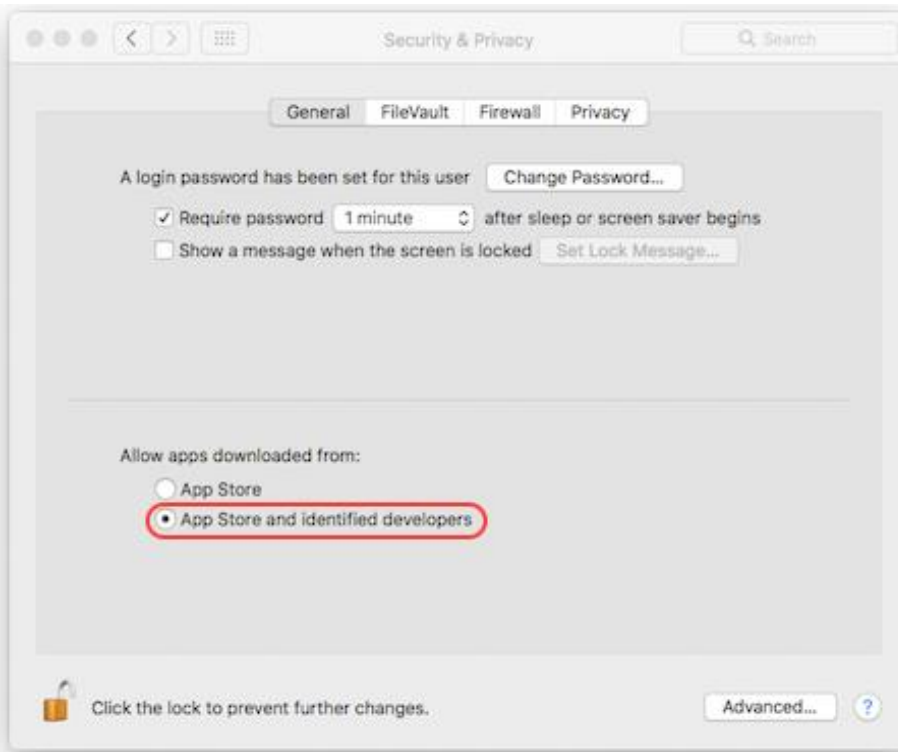 Security & Privacy
Search
General FileVault Firewall Privacy
A login password has been set for this user Change Password...
Require password 1 minute after sleep or screen saver begins
Show a message when the screen is locked Set Lock Message...
Allow apps downloaded from:
App Store
App Store and identified developers
Click the lock to prevent further changes. Advanced... ?